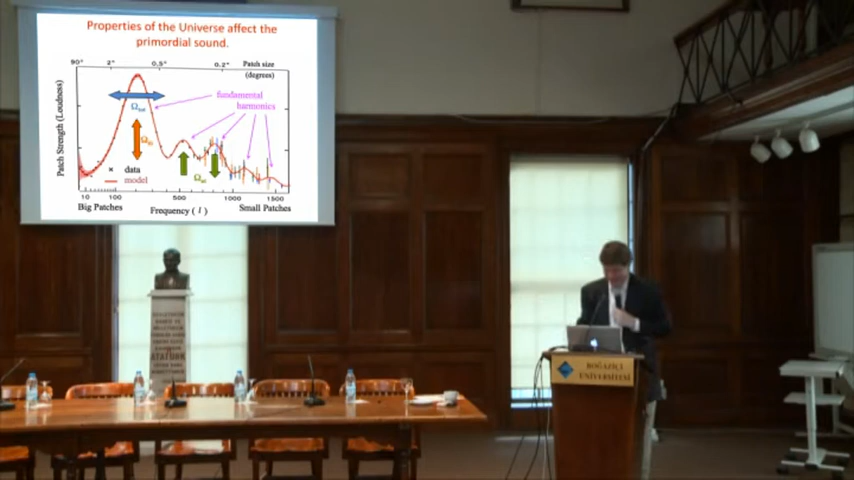 Properties of the Universe affect the
primordial sound.
90° 2° 0.5° 0.2° Patch size
(degrees)
Patch Strength (Loudness)
fundamental
harmonics
data
model
10 100 500 1000 1500
Big Patches Frequency ( l ) Small Patches
ATATÜRK
BOĞAZİÇİ
ÜNİVERSİTESİ